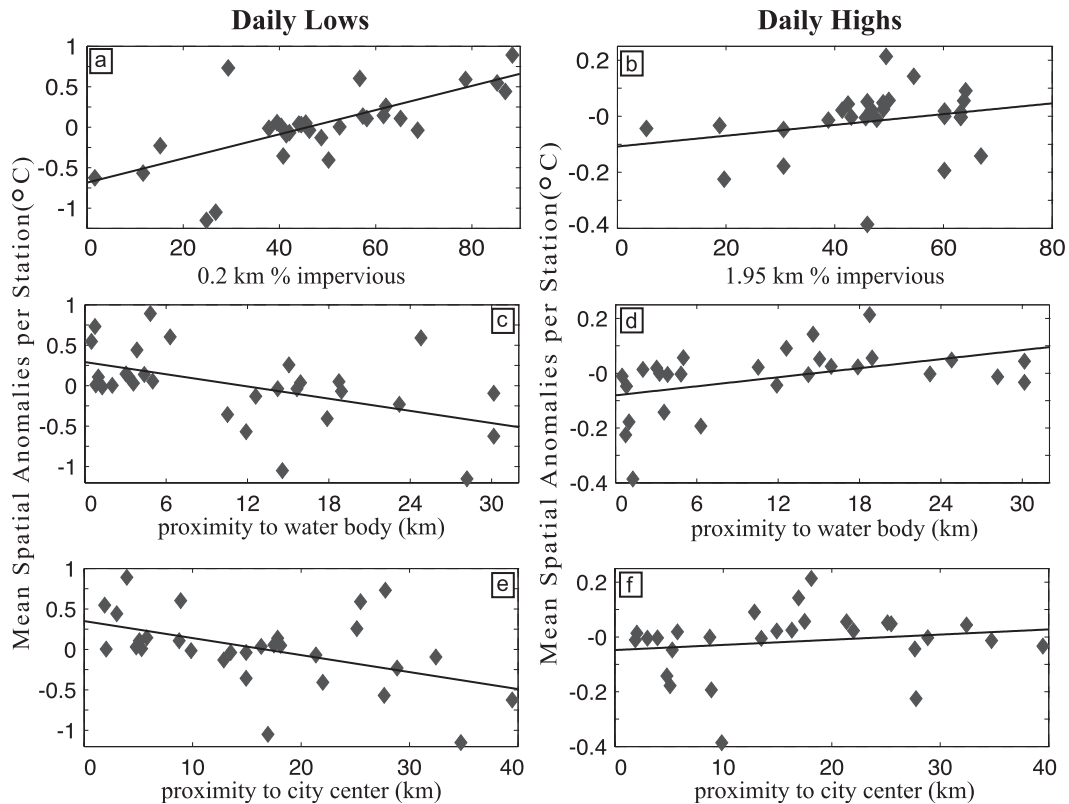 Daily Lows
Daily Highs
Mean Spatial Anomalies per Station(°C)
Mean Spatial Anomalies per Station(°C)
a
1
0.5
0
-0.5
-1
0 20 40 60 80
0.2 km % impervious
b
0.2
0
-0.2
-0.4
0 20 40 60 80
1.95 km % impervious
c
1
0.5
0
-0.5
-1
0 6 12 18 24 30
proximity to water body (km)
d
0.2
0
-0.2
-0.4
0 6 12 18 24 30
proximity to water body (km)
e
1
0.5
0
-0.5
-1
0 10 20 30 40
proximity to city center (km)
f
0.2
0
-0.2
-0.4
0 10 20 30 40
proximity to city center (km)